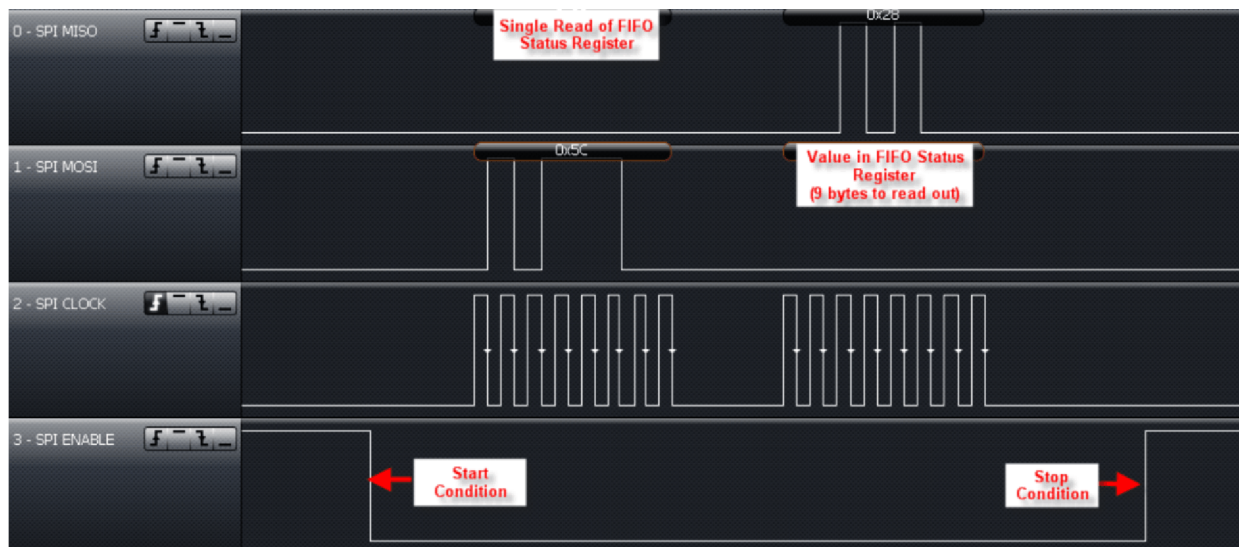 0 - SPI MISO
Single Read of FIFO
Status Register
0x28
1 - SPI MOSI
0x5C
Value in FIFO Status
Register
(9 bytes to read out)
2 - SPI CLOCK
3 - SPI ENABLE
Start
Condition
Stop
Condition